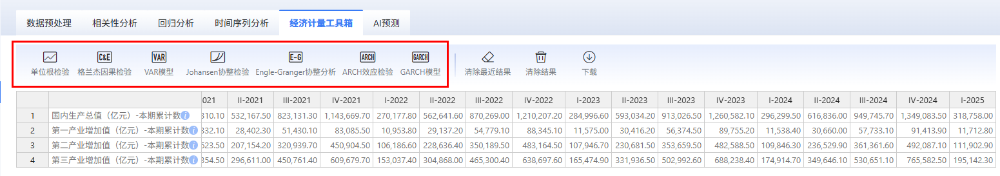 数据预处理 相关性分析 回归分析 时间序列分析 经济计量工具箱 AI预测
C&E VAR E-G ARCH GARCH
单位根检验 格兰杰因果检验 VAR模型 Johansen协整检验 Engle-Granger协整分析 ARCH效应检验 GARCH模型 清除最近结果 清除结果 下载
021 II-2021 III-2021 IV-2021 I-2022 II-2022 III-2022 IV-2022 I-2023 II-2023 III-2023 IV-2023 I-2024 II-2024 III-2024 IV-2024 I-2025
1 国内生产总值（亿元）-本期累计数 i 310.10 532,167.50 823,131.30 1,143,669.70 270,177.80 562,641.60 870,269.00 1,210,207.20 284,996.60 593,034.20 913,026.50 1,260,582.10 296,299.50 616,836.00 949,745.70 1,349,083.50 318,758.00
2 第一产业增加值（亿元）-本期累计数 i 332.10 28,402.30 51,430.10 83,085.50 10,953.80 29,137.20 54,779.10 88,345.10 11,575.00 30,416.20 56,374.50 89,755.20 11,538.40 30,660.00 57,733.10 91,413.90 11,712.80
3 第二产业增加值（亿元）-本期累计数 i 623.50 207,154.20 320,939.70 450,904.50 106,186.60 228,636.40 350,189.50 483,164.50 107,946.70 230,681.50 353,659.50 482,588.50 109,846.30 236,529.90 361,361.60 492,087.10 111,902.90
4 第三产业增加值（亿元）-本期累计数 i 354.50 296,611.00 450,761.40 609,679.70 153,037.40 304,868.00 465,300.40 638,697.60 165,474.90 331,936.50 502,992.60 688,238.40 174,914.70 349,646.10 530,651.10 765,582.50 195,142.30